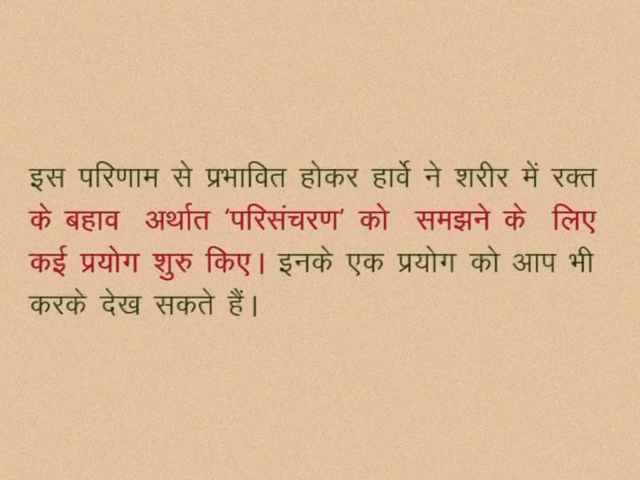 इस परिणाम से प्रभावित होकर हार्वे ने शरीर में रक्त
के बहाव अर्थात 'परिसंचरण' को समझने के लिए
कई प्रयोग शुरु किए। इनके एक प्रयोग को आप भी
करके देख सकते हैं।